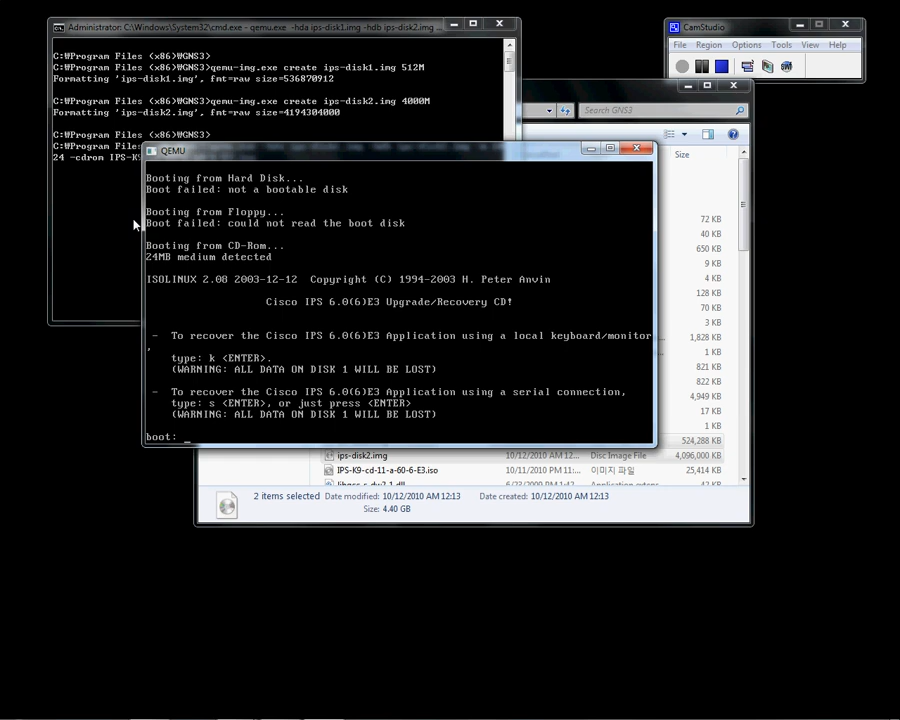 Administrator: C:\Windows\System32\cmd.exe - qemu.exe -hda ips-disk1.img -hdb ips-disk2.img ...
C:₩Program Files (x86)₩GNS3>
C:₩Program Files (x86)₩GNS3>qemu-img.exe create ips-disk1.img 512M
Formatting 'ips-disk1.img', fmt=raw size=536870912
C:₩Program Files (x86)₩GNS3>qemu-img.exe create ips-disk2.img 4000M
Formatting 'ips-disk2.img', fmt=raw size=4194304000
C:₩Program Files (x86)₩GNS3>
C:₩Program Files (x86)
24 -cdrom IPS-K9
CamStudio
File Region Options Tools View Help
Search GNS3
Size
72 KB
40 KB
650 KB
9 KB
4 KB
128 KB
70 KB
3 KB
1,828 KB
1 KB
821 KB
822 KB
4,949 KB
17 KB
1 KB
524,288 KB
QEMU
Booting from Hard Disk...
Boot failed: not a bootable disk
Booting from Floppy...
Boot failed: could not read the boot disk
Booting from CD-Rom...
24MB medium detected
ISOLINUX 2.08 2003-12-12 Copyright (C) 1994-2003 H. Peter Anvin
Cisco IPS 6.0(6)E3 Upgrade/Recovery CD!
- To recover the Cisco IPS 6.0(6)E3 Application using a local keyboard/monitor
,
type: k <ENTER>.
(WARNING: ALL DATA ON DISK 1 WILL BE LOST)
- To recover the Cisco IPS 6.0(6)E3 Application using a serial connection,
type: s <ENTER>, or just press <ENTER>
(WARNING: ALL DATA ON DISK 1 WILL BE LOST)
boot: _
ips-disk2.img 10/12/2010 AM 12... Disc Image File 4,096,000 KB
IPS-K9-cd-11-a-60-6-E3.iso 10/11/2010 PM 11:... 이미지 파일 25,414 KB
2 items selected Date modified: 10/12/2010 AM 12:13 Date created: 10/12/2010 AM 12:13
Size: 4.40 GB